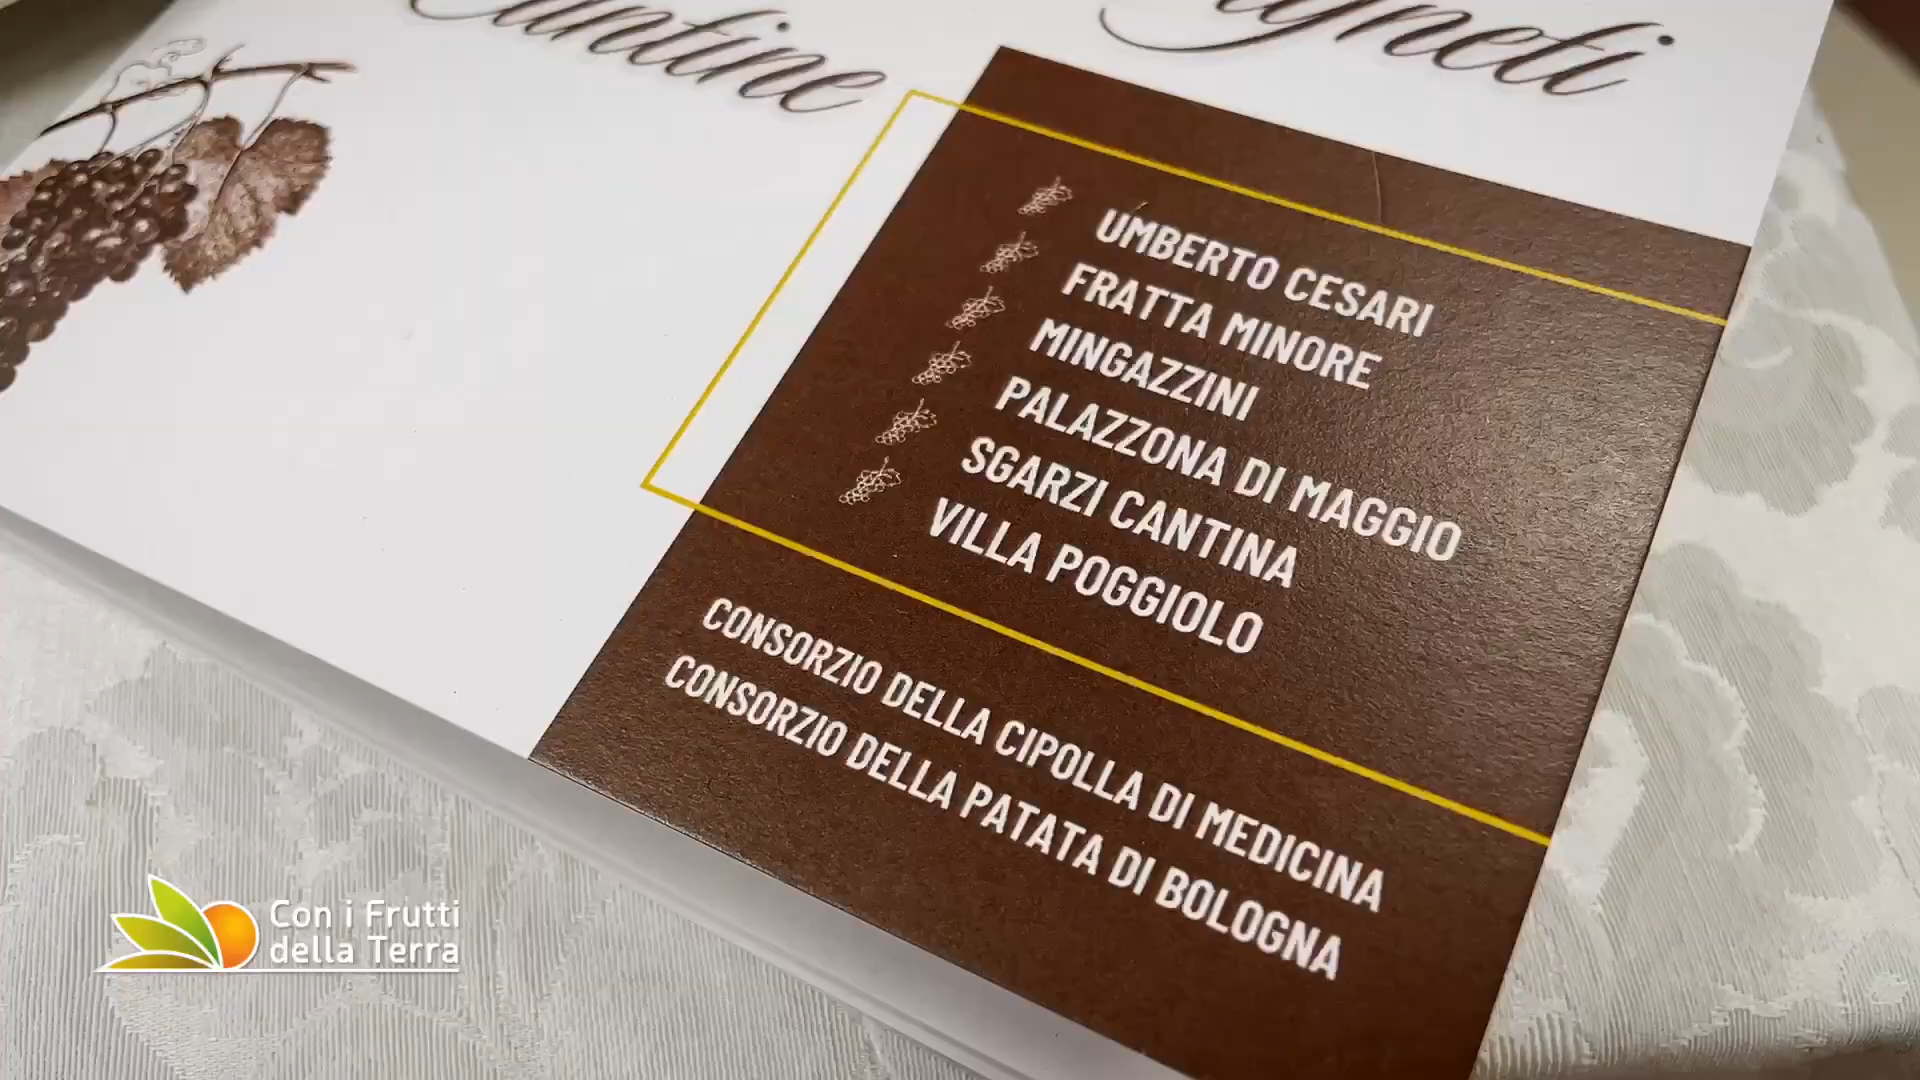 UMBERTO CESARI
FRATTA MINORE
MINGAZZINI
PALAZZONA DI MAGGIO
SGARZI CANTINA
VILLA POGGIOLO
CONSORZIO DELLA CIPOLLA DI MEDICINA
CONSORZIO DELLA PATATA DI BOLOGNA
Con i Frutti
della Terra